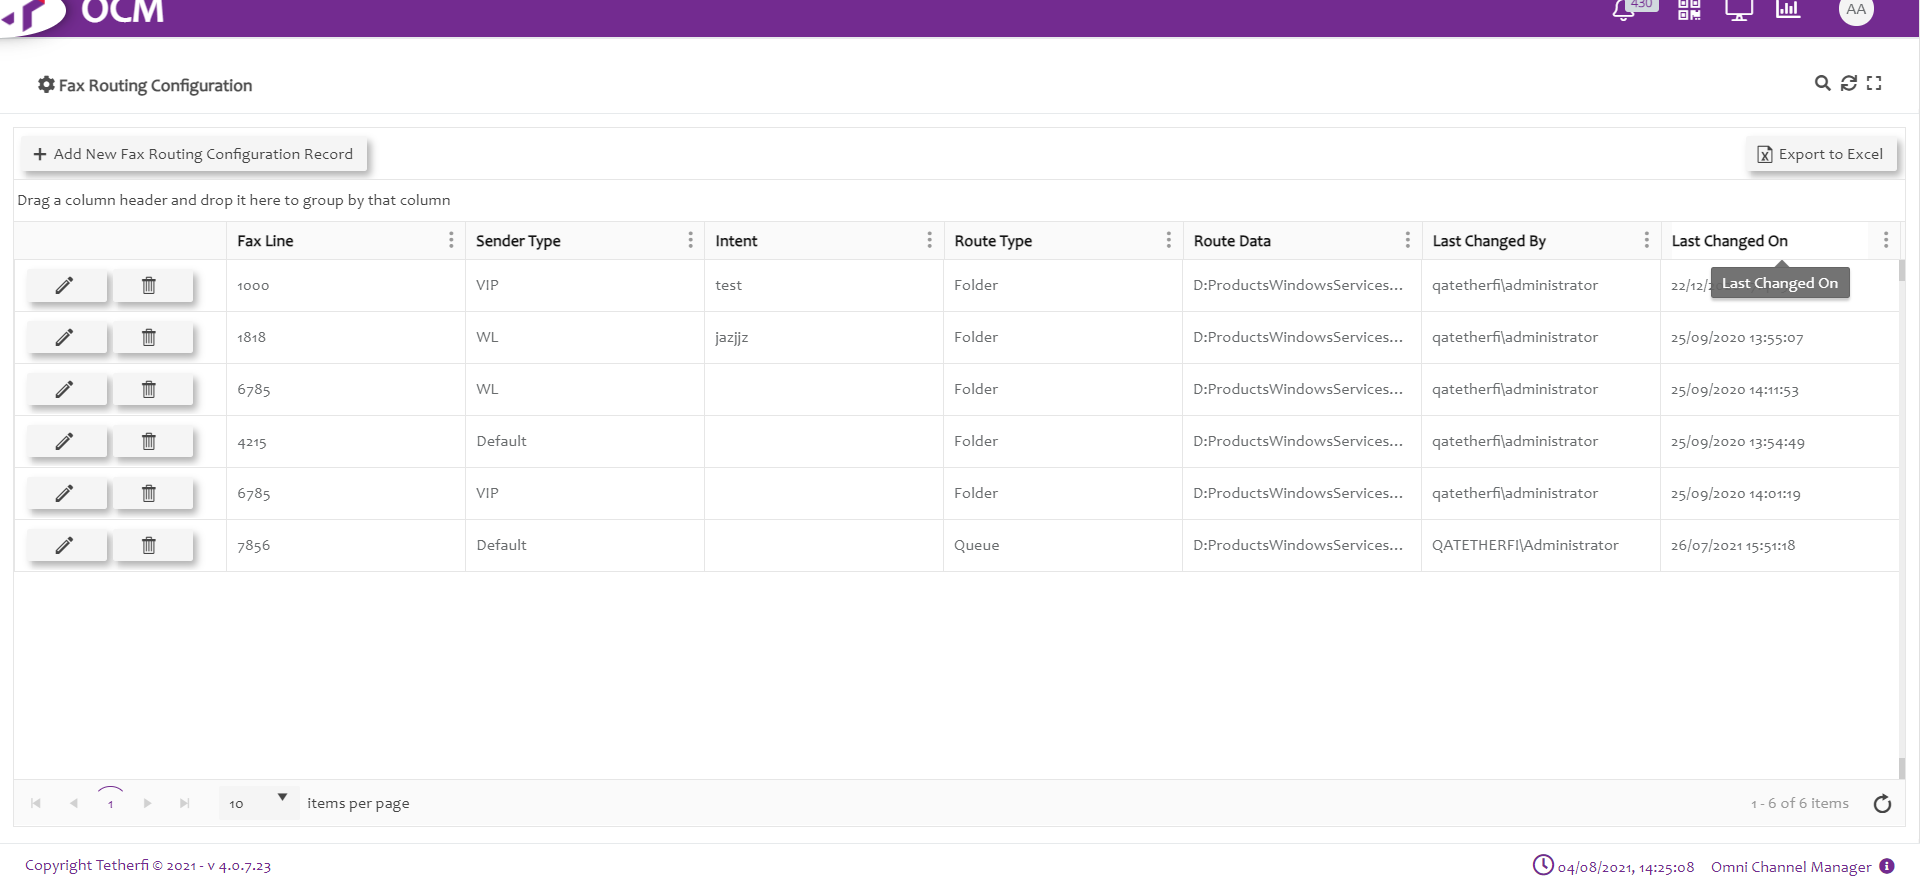 OCM 430 AA
Fax Routing Configuration
+ Add New Fax Routing Configuration Record Export to Excel
Drag a column header and drop it here to group by that column
Fax Line Sender Type Intent Route Type Route Data Last Changed By Last Changed On
Last Changed On
1000 VIP test Folder D:ProductsWindowsServices... qatetherfi\administrator 22/12/
1818 WL jazjjz Folder D:ProductsWindowsServices... qatetherfi\administrator 25/09/2020 13:55:07
6785 WL Folder D:ProductsWindowsServices... qatetherfi\administrator 25/09/2020 14:11:53
4215 Default Folder D:ProductsWindowsServices... qatetherfi\administrator 25/09/2020 13:54:49
6785 VIP Folder D:ProductsWindowsServices... qatetherfi\administrator 25/09/2020 14:01:19
7856 Default Queue D:ProductsWindowsServices... QATETHERFI\Administrator 26/07/2021 15:51:18
1 10 items per page 1 - 6 of 6 items
Copyright Tetherfi © 2021 - v 4.0.7.23 04/08/2021, 14:25:08 Omni Channel Manager